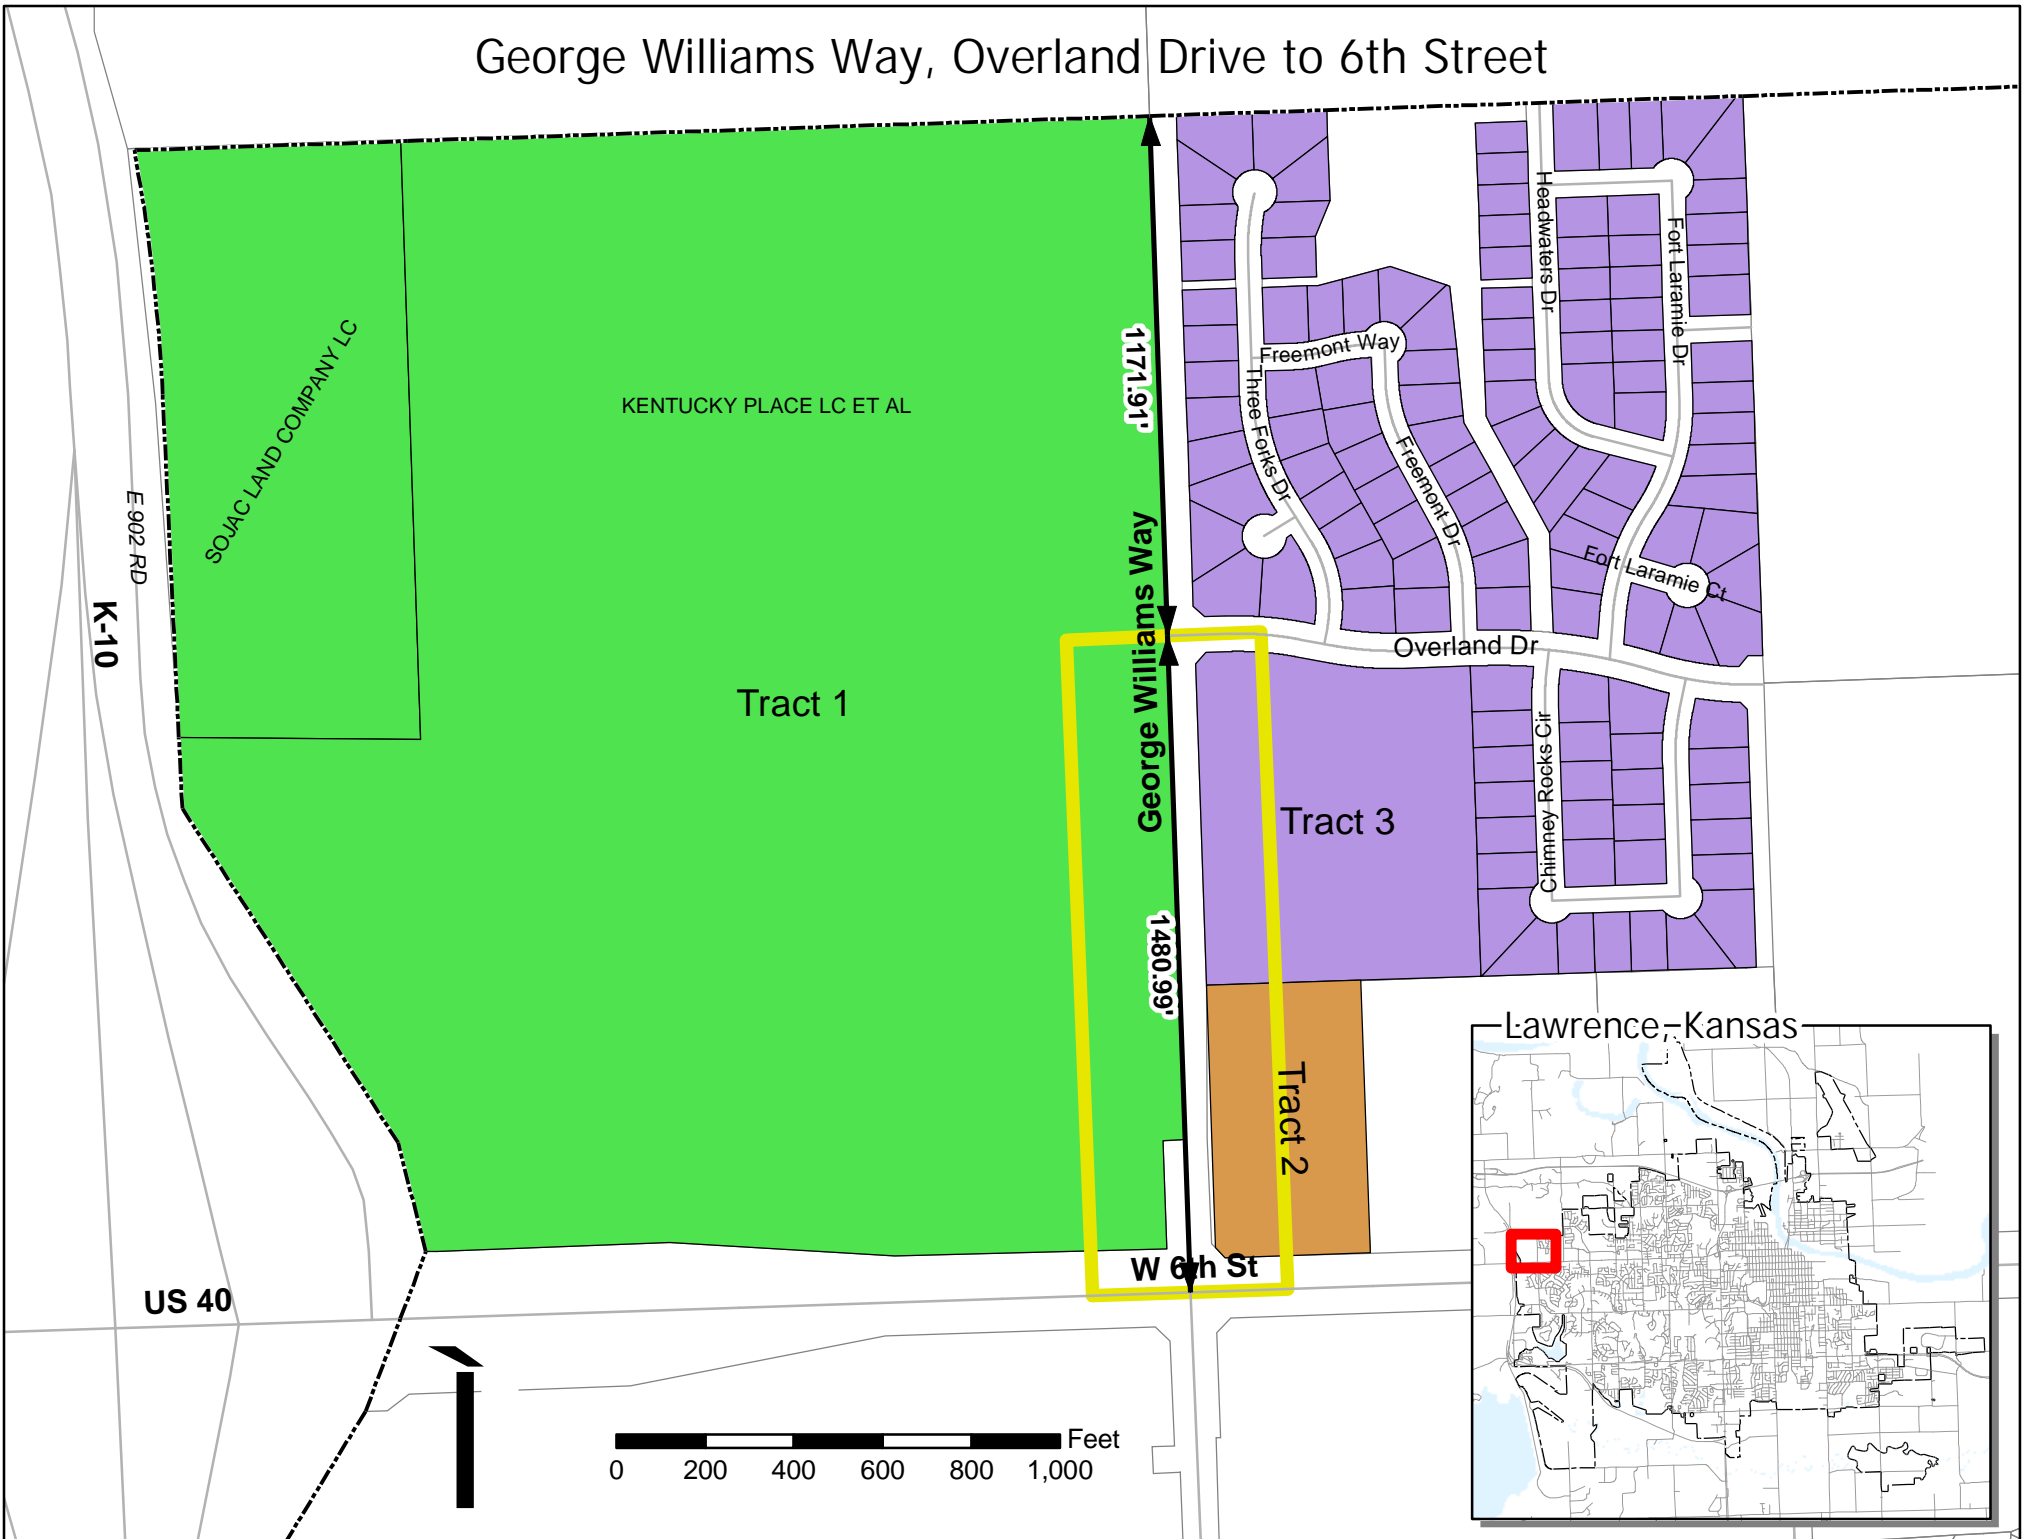 George Williams Way, Overland Drive to 6th Street
Headwaters Dr
Fort Laramie Dr
SOJAC LAND COMPANY LC
KENTUCKY PLACE LC ET AL
1171.91'
Freemont Way
Three Forks Dr
Freemont Dr
E 902 RD
K-10
George Williams Way
Fort Laramie Ct
Overland Dr
Tract 1
George Williams Way
Tract 3
Chimney Rocks Cir
1480.99'
Tract 2
Lawrence, Kansas
W 6th St
US 40
Feet
0 200 400 600 800 1,000